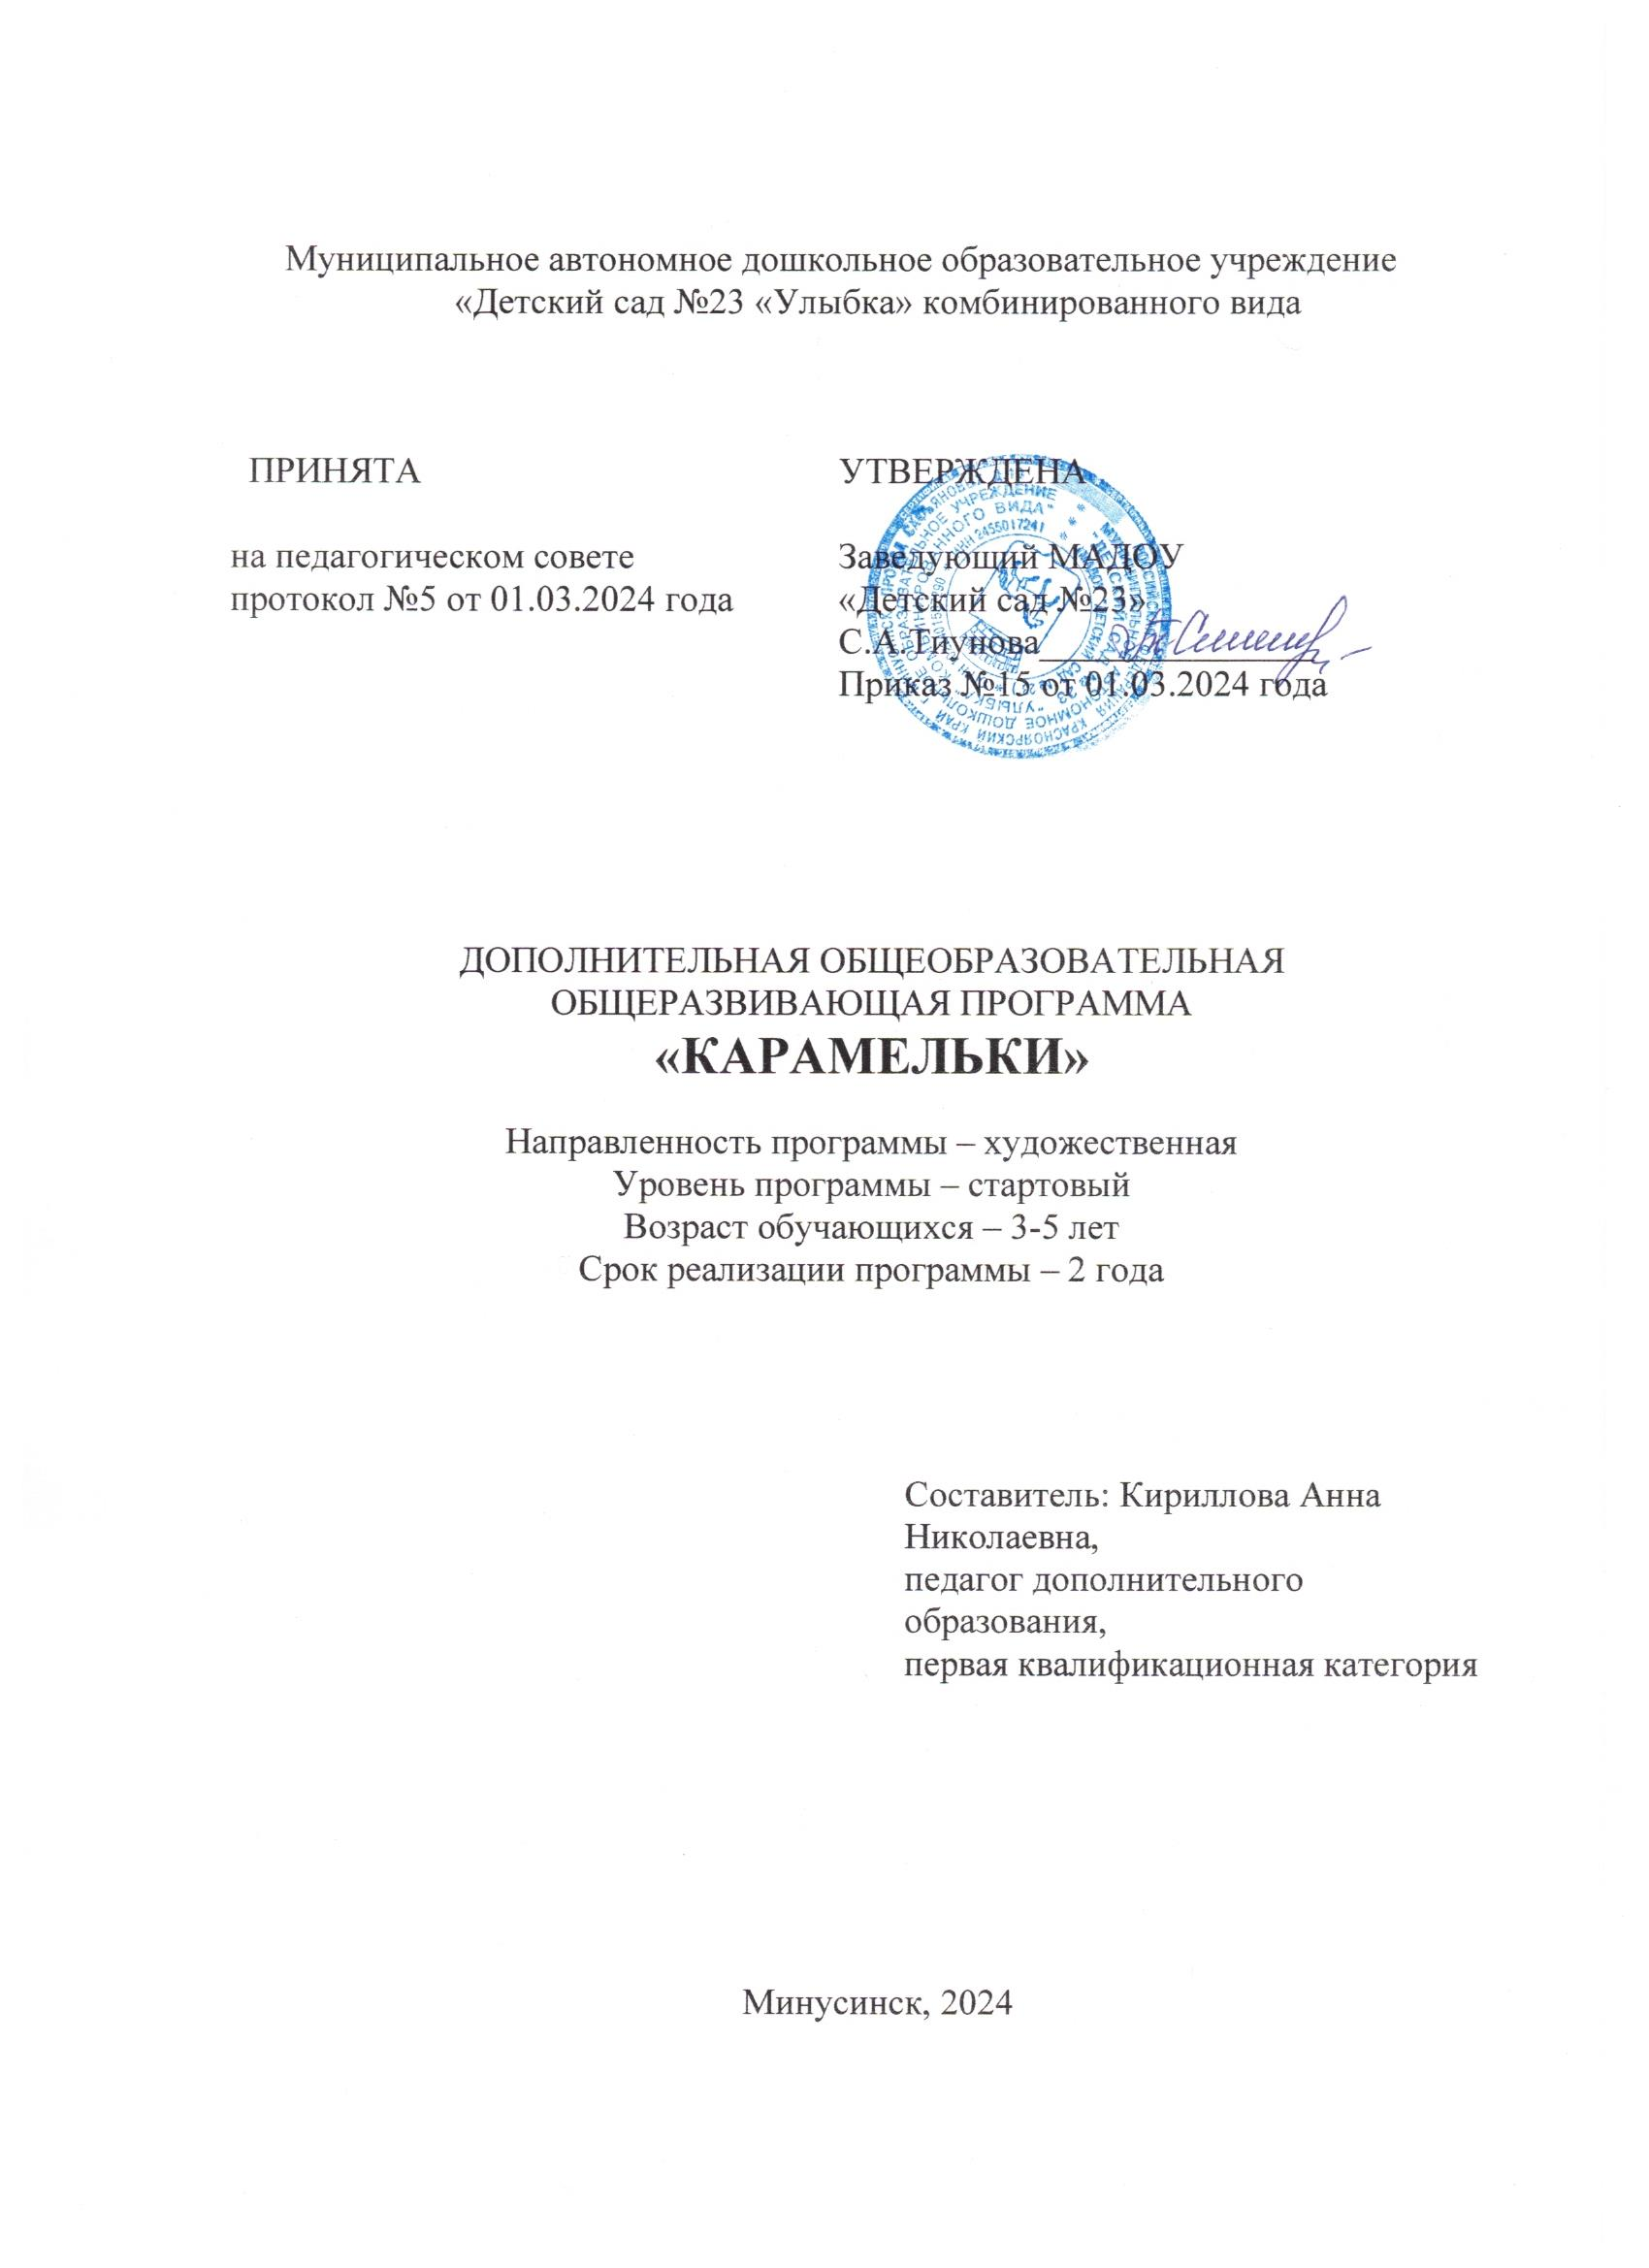 Муниципальное автономное дошкольное образовательное учреждение
«Детский сад №23 «Улыбка» комбинированного вида
ПРИНЯТА
на педагогическом совете
протокол №5 от 01.03.2024 года
УТВЕРЖДЕНА
Заведующий МАДОУ
«Детский сад №23»
С.А.Тиунова
Приказ №15 от 01.03.2024 года
ДОПОЛНИТЕЛЬНАЯ ОБЩЕОБРАЗОВАТЕЛЬНАЯ
ОБЩЕРАЗВИВАЮЩАЯ ПРОГРАММА
«КАРАМЕЛЬКИ»
Направленность программы – художественная
Уровень программы – стартовый
Возраст обучающихся – 3-5 лет
Срок реализации программы – 2 года
Составитель: Кириллова Анна
Николаевна,
педагог дополнительного
образования,
первая квалификационная категория
Минусинск, 2024